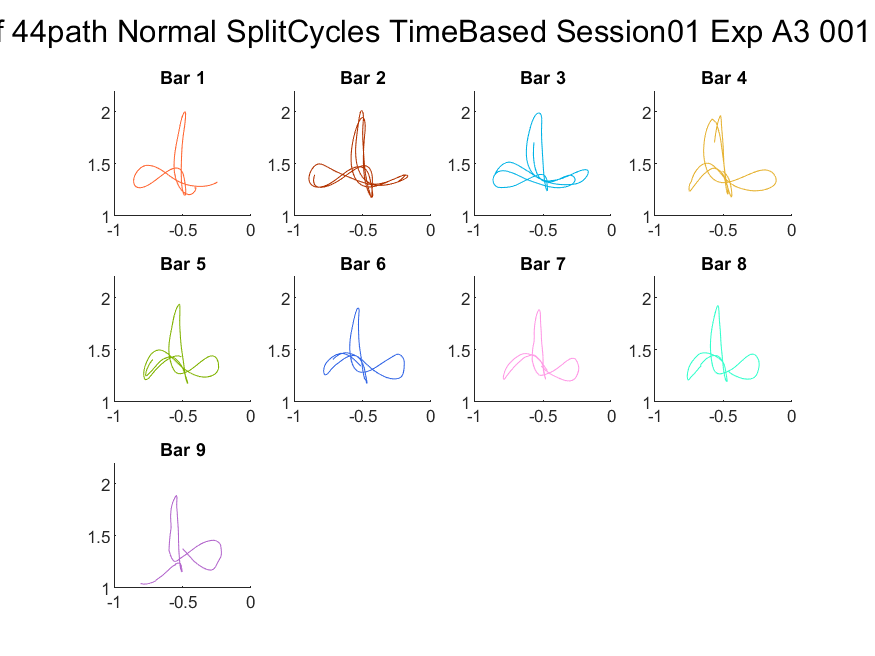 f 44path Normal SplitCycles TimeBased Session01 Exp A3 001
Bar 1 Bar 2 Bar 3 Bar 4
2 2 2 2
1.5 1.5 1.5 1.5
1 1 1 1
-1 -0.5 0 -1 -0.5 0 -1 -0.5 0 -1 -0.5 0
Bar 5 Bar 6 Bar 7 Bar 8
2 2 2 2
1.5 1.5 1.5 1.5
1 1 1 1
-1 -0.5 0 -1 -0.5 0 -1 -0.5 0 -1 -0.5 0
Bar 9
2
1.5
1
-1 -0.5 0